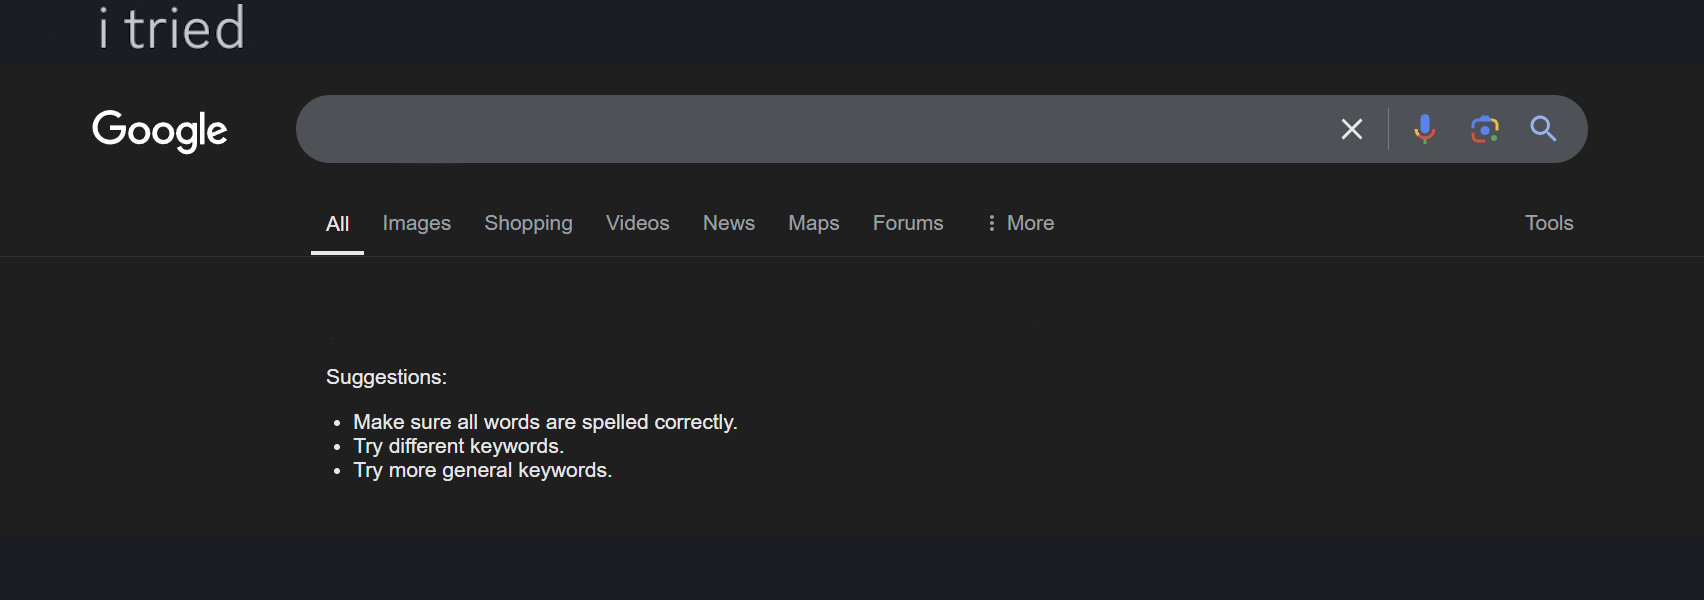 i tried
Google
All Images Shopping Videos News Maps Forums More Tools
Suggestions:
Make sure all words are spelled correctly.
Try different keywords.
Try more general keywords.